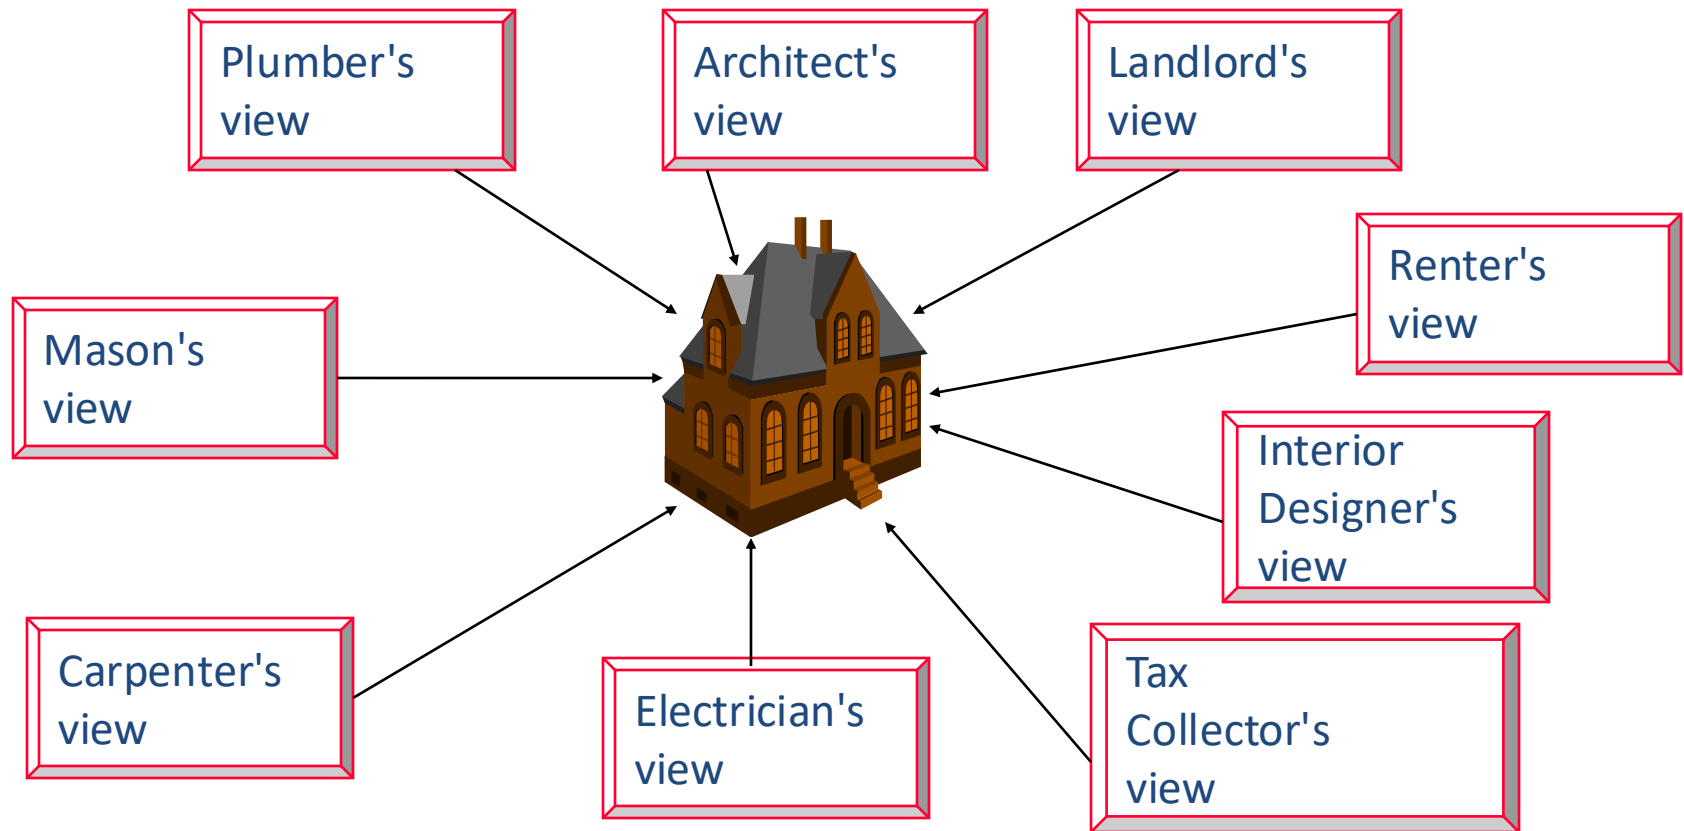 Plumber's
view
Architect's
view
Landlord's
view
Renter's
view
Mason's
view
Interior
Designer's
view
Carpenter's
view
Electrician's
view
Tax
Collector's
view